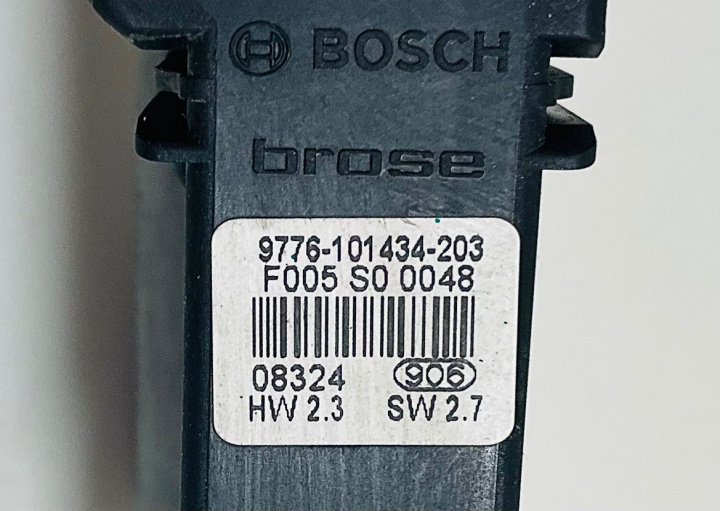 BOSCH
brose
9776-101434-203
F005 S0 0048
08324 906
HW 2.3 SW 2.7